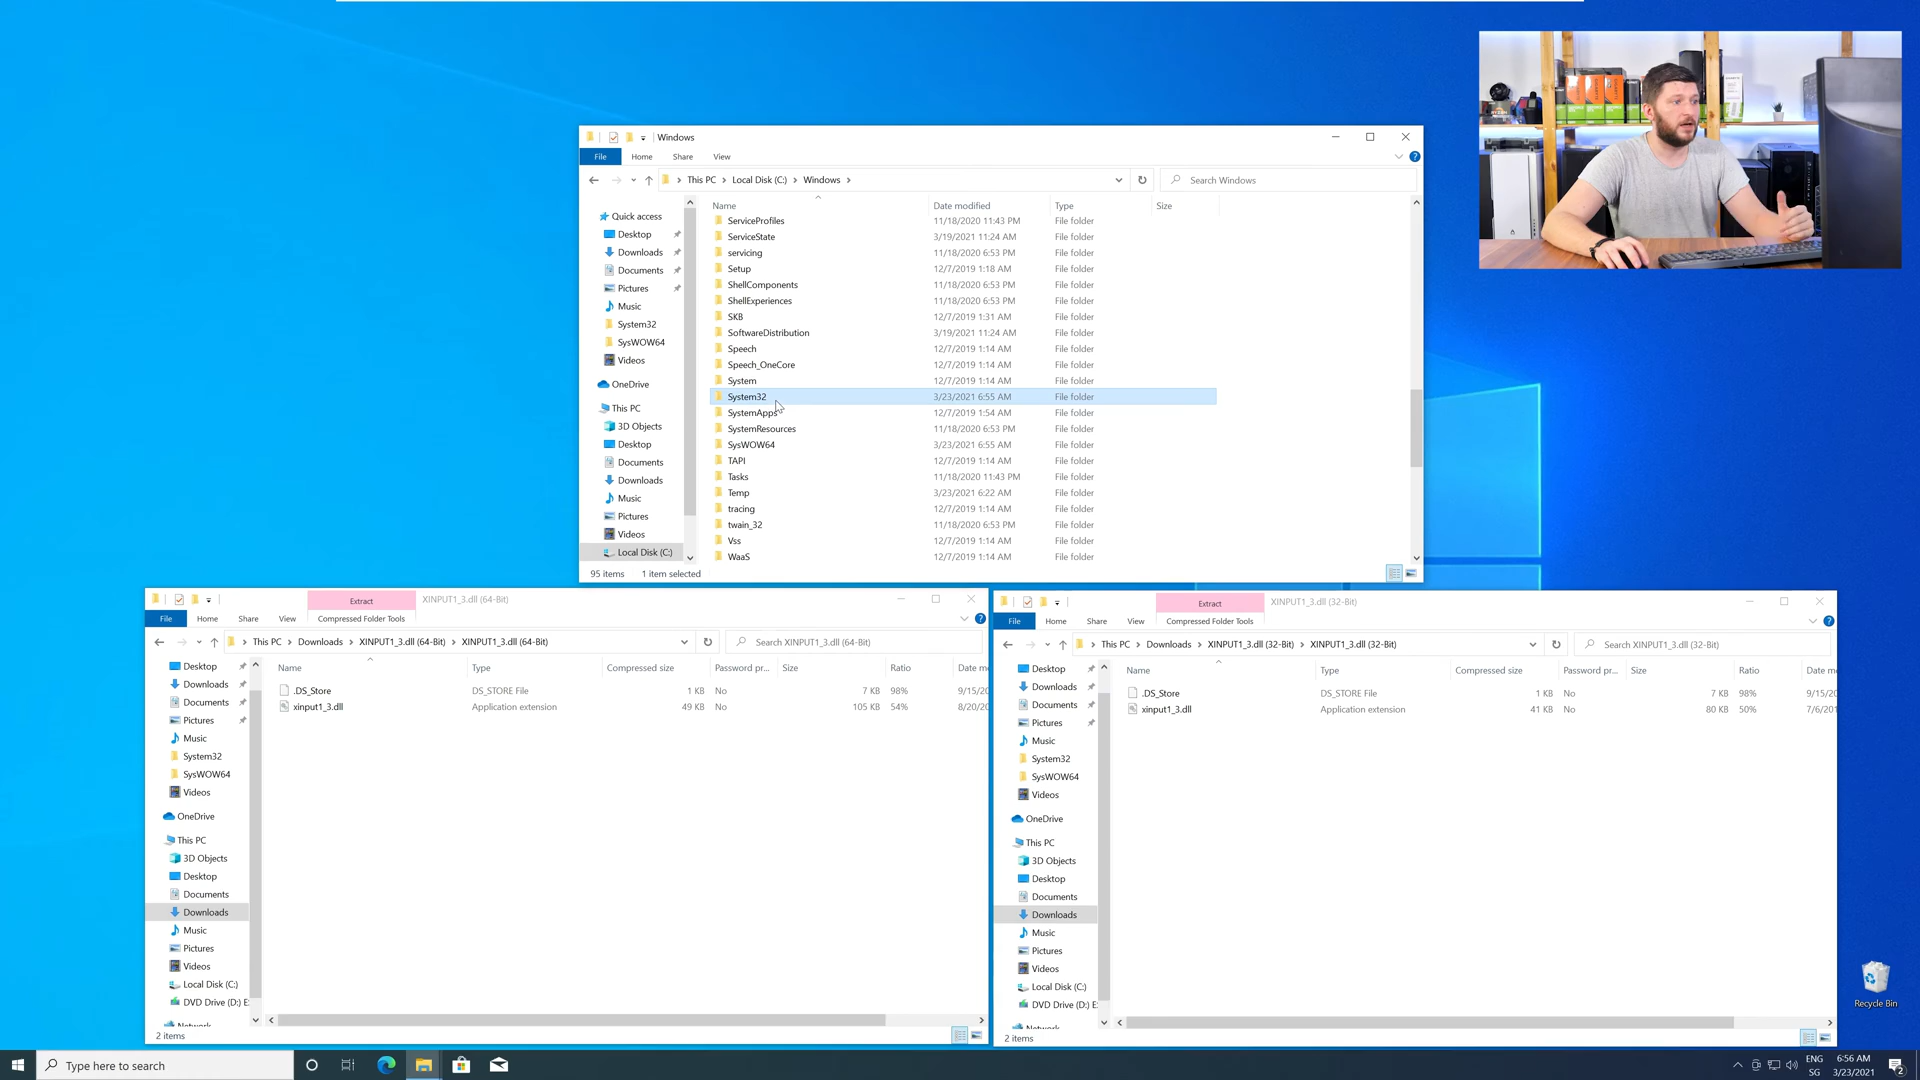 Windows
File Home Share View
This PC Local Disk (C:) Windows
Search Windows
Quick access
Desktop
Downloads
Documents
Pictures
Music
System32
SysWOW64
Videos
OneDrive
This PC
3D Objects
Desktop
Documents
Downloads
Music
Pictures
Videos
Local Disk (C:)
Name Date modified Type Size
ServiceProfiles 11/18/2020 11:43 PM File folder
ServiceState 3/19/2021 11:24 AM File folder
servicing 11/18/2020 6:53 PM File folder
Setup 12/7/2019 1:18 AM File folder
ShellComponents 11/18/2020 6:53 PM File folder
ShellExperiences 11/18/2020 6:53 PM File folder
SKB 12/7/2019 1:31 AM File folder
SoftwareDistribution 3/19/2021 11:24 AM File folder
Speech 12/7/2019 1:14 AM File folder
Speech_OneCore 12/7/2019 1:14 AM File folder
System 12/7/2019 1:14 AM File folder
System32 3/23/2021 6:55 AM File folder
SystemApps 12/7/2019 1:54 AM File folder
SystemResources 11/18/2020 6:53 PM File folder
SysWOW64 3/23/2021 6:55 AM File folder
TAPI 12/7/2019 1:14 AM File folder
Tasks 11/18/2020 11:43 PM File folder
Temp 3/23/2021 6:22 AM File folder
tracing 12/7/2019 1:14 AM File folder
twain_32 11/18/2020 6:53 PM File folder
Vss 12/7/2019 1:14 AM File folder
WaaS 12/7/2019 1:14 AM File folder
95 items 1 item selected
Extract XINPUT1_3.dll (64-Bit)
File Home Share View Compressed Folder Tools
This PC Downloads XINPUT1_3.dll (64-Bit) XINPUT1_3.dll (64-Bit)
Search XINPUT1_3.dll (64-Bit)
Desktop
Downloads
Documents
Pictures
Music
System32
SysWOW64
Videos
OneDrive
This PC
3D Objects
Desktop
Documents
Downloads
Music
Pictures
Videos
Local Disk (C:)
DVD Drive (D:) E
Network
Name Type Compressed size Password pr... Size Ratio Date m
.DS_Store DS_STORE File 1 KB No 7 KB 98% 9/15/20
xinput1_3.dll Application extension 49 KB No 105 KB 54% 8/20/20
2 items
Extract XINPUT1_3.dll (32-Bit)
File Home Share View Compressed Folder Tools
This PC Downloads XINPUT1_3.dll (32-Bit) XINPUT1_3.dll (32-Bit)
Search XINPUT1_3.dll (32-Bit)
Desktop
Downloads
Documents
Pictures
Music
System32
SysWOW64
Videos
OneDrive
This PC
3D Objects
Desktop
Documents
Downloads
Music
Pictures
Videos
Local Disk (C:)
DVD Drive (D:) E
Network
Name Type Compressed size Password pr... Size Ratio Date m
.DS_Store DS_STORE File 1 KB No 7 KB 98% 9/15/20
xinput1_3.dll Application extension 41 KB No 80 KB 50% 7/6/201
2 items
Recycle Bin
Type here to search
ENG
SG
6:56 AM
3/23/2021
2